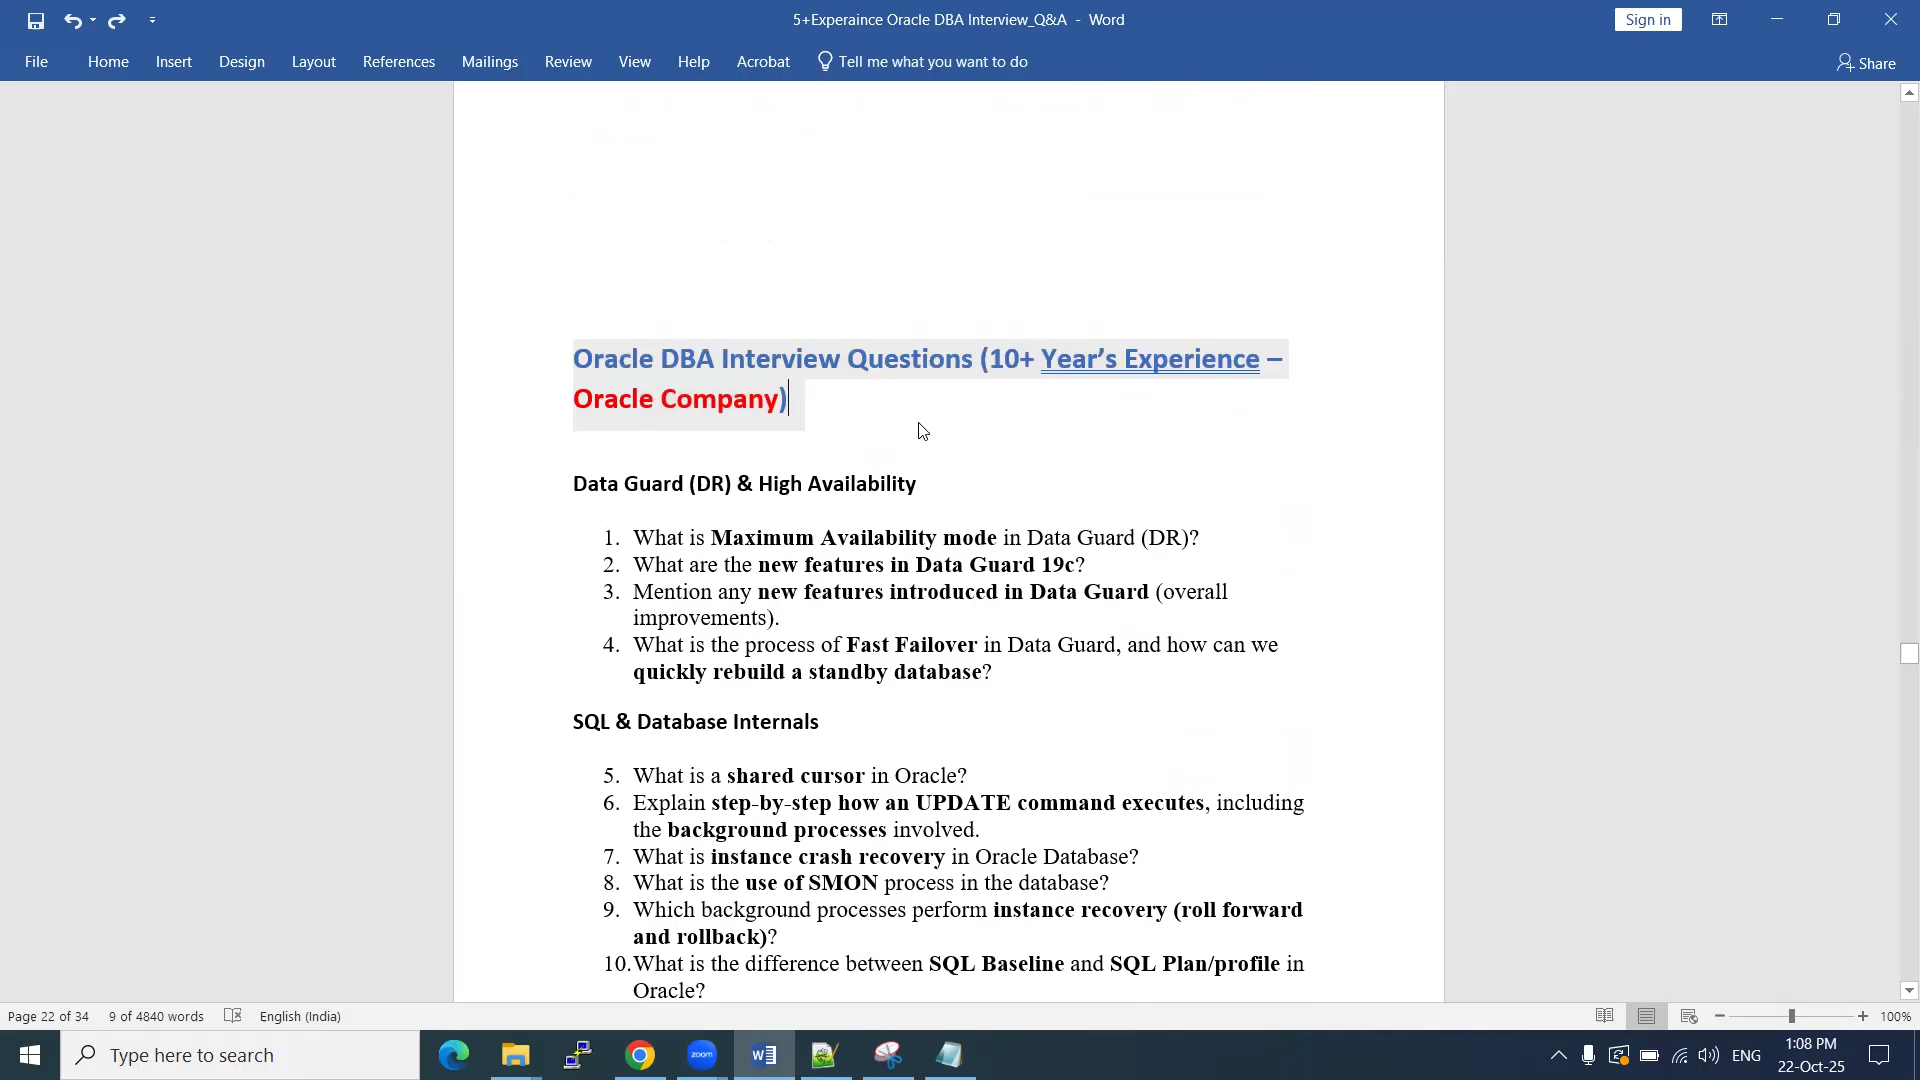 5+Experaince Oracle DBA Interview_Q&A - Word
Sign in
File Home Insert Design Layout References Mailings Review View Help Acrobat Tell me what you want to do
Share
Oracle DBA Interview Questions (10+ Year’s Experience –
Oracle Company)
Data Guard (DR) & High Availability
1. What is Maximum Availability mode in Data Guard (DR)?
2. What are the new features in Data Guard 19c?
3. Mention any new features introduced in Data Guard (overall
improvements).
4. What is the process of Fast Failover in Data Guard, and how can we
quickly rebuild a standby database?
SQL & Database Internals
5. What is a shared cursor in Oracle?
6. Explain step-by-step how an UPDATE command executes, including
the background processes involved.
7. What is instance crash recovery in Oracle Database?
8. What is the use of SMON process in the database?
9. Which background processes perform instance recovery (roll forward
and rollback)?
10. What is the difference between SQL Baseline and SQL Plan/profile in
Oracle?
Page 22 of 34 9 of 4840 words English (India)
100%
Type here to search
zoom
ENG
1:08 PM
22-Oct-25